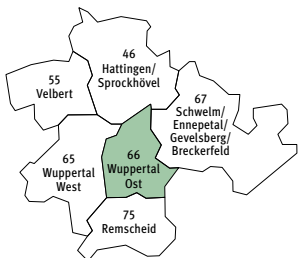 46
Hattingen/
Sprockhövel
55
Velbert
67
Schwelm/
Ennepetal/
Gevelsberg/
Breckerfeld
66
Wuppertal
Ost
65
Wuppertal
West
75
Remscheid